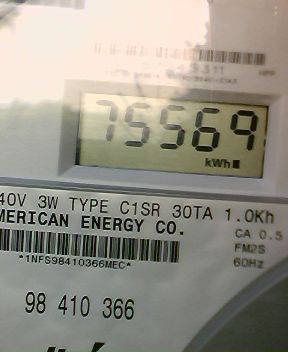 75569
kWh
40V 3W TYPE C1SR 30TA 1.0Kh
MERICAN ENERGY CO.
CA 0.5
*1NFS98410366MEC*
FM2S
60Hz
98 410 366